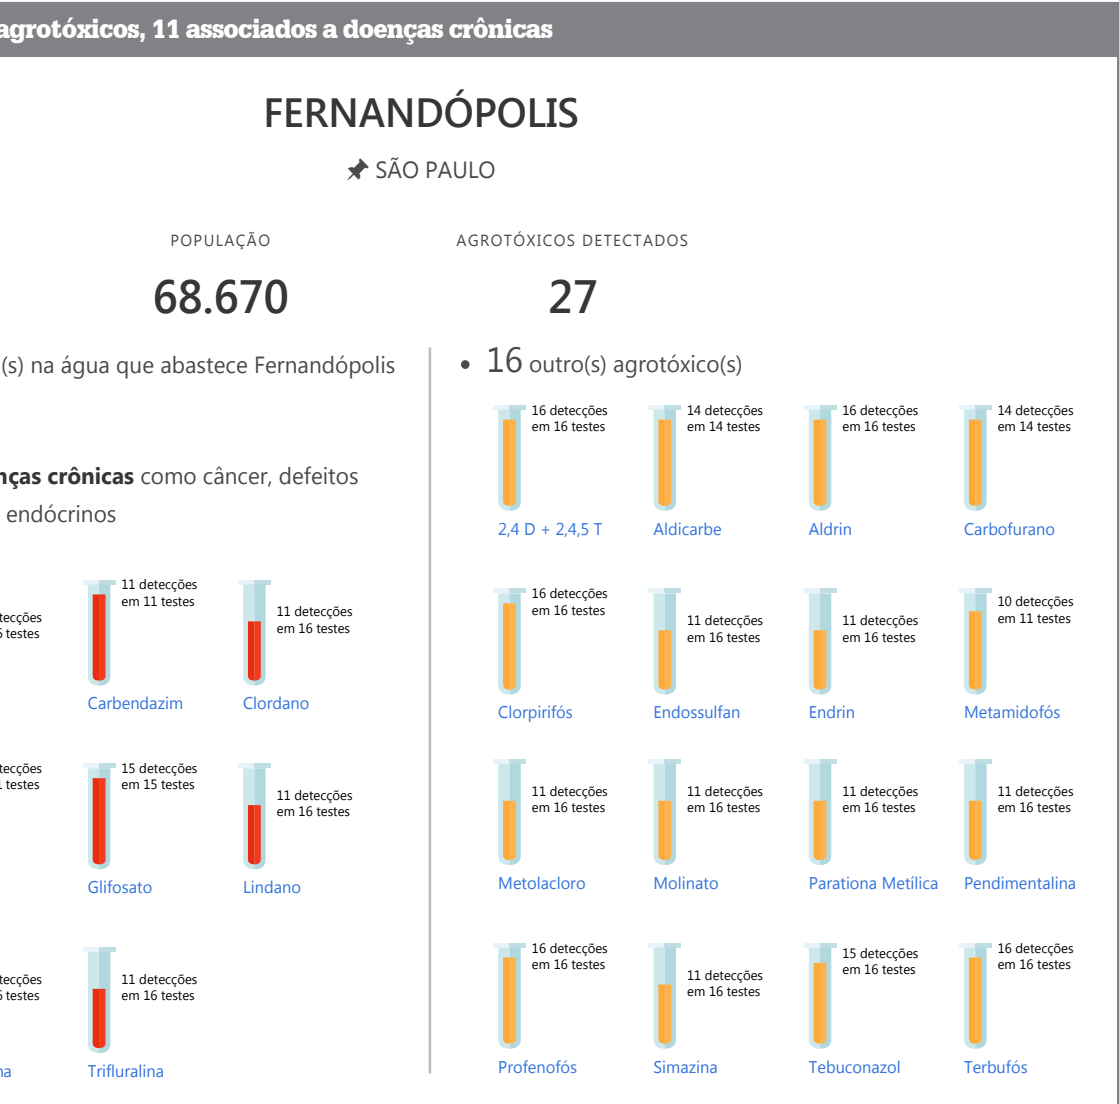 agrotóxicos, 11 associados a doenças crônicas
FERNANDÓPOLIS
SÃO PAULO
POPULAÇÃO
68.670
AGROTÓXICOS DETECTADOS
27
(s) na água que abastece Fernandópolis
nças crônicas como câncer, defeitos
endócrinos
tecções
testes
11 detecções
em 11 testes
Carbendazim
11 detecções
em 16 testes
Clordano
tecções
testes
15 detecções
em 15 testes
Glifosato
11 detecções
em 16 testes
Lindano
tecções
testes
na
11 detecções
em 16 testes
Trifluralina
• 16 outro(s) agrotóxico(s)
16 detecções
em 16 testes
2,4 D + 2,4,5 T
14 detecções
em 14 testes
Aldicarbe
16 detecções
em 16 testes
Aldrin
14 detecções
em 14 testes
Carbofurano
16 detecções
em 16 testes
Clorpirifós
11 detecções
em 16 testes
Endossulfan
11 detecções
em 16 testes
Endrin
10 detecções
em 11 testes
Metamidofós
11 detecções
em 16 testes
Metolacloro
11 detecções
em 16 testes
Molinato
11 detecções
em 16 testes
Parationa Metílica
11 detecções
em 16 testes
Pendimentalina
16 detecções
em 16 testes
Profenofós
11 detecções
em 16 testes
Simazina
15 detecções
em 16 testes
Tebuconazol
16 detecções
em 16 testes
Terbufós